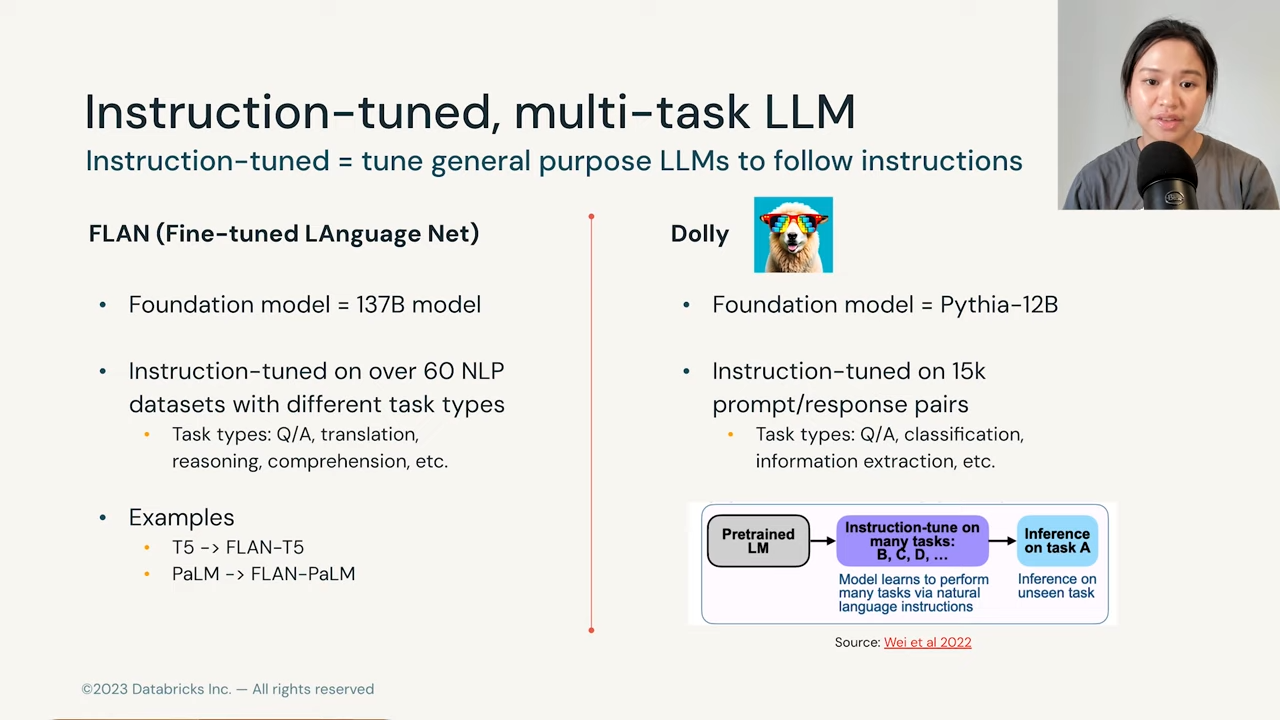 Instruction-tuned, multi-task LLM
Instruction-tuned = tune general purpose LLMs to follow instructions
FLAN (Fine-tuned LAnguage Net)
• Foundation model = 137B model
• Instruction-tuned on over 60 NLP
datasets with different task types
• Task types: Q/A, translation,
reasoning, comprehension, etc.
• Examples
• T5 -> FLAN-T5
• PaLM -> FLAN-PaLM
Dolly
• Foundation model = Pythia-12B
• Instruction-tuned on 15k
prompt/response pairs
• Task types: Q/A, classification,
information extraction, etc.
Pretrained
LM
Instruction-tune on
many tasks:
B, C, D, ...
Model learns to perform
many tasks via natural
language instructions
Inference
on task A
Inference on
unseen task
Source: Wei et al 2022
©2023 Databricks Inc. — All rights reserved